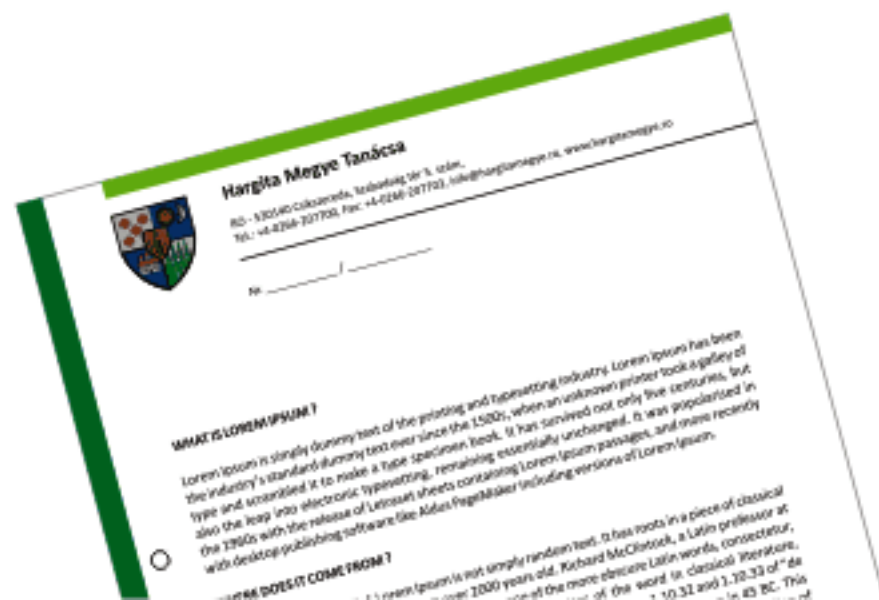 Hargita Megye Tanácsa
RO - 530140 Csíkszereda, Szabadság tér 5. szám,
Tel.: +4-0266-207700, Fax: +4-0266-207703, info@hargitamegye.ro, www.hargitamegye.ro
Nr. __________ / ____________
WHAT IS LOREM IPSUM ?
Lorem Ipsum is simply dummy text of the printing and typesetting industry. Lorem Ipsum has been
the industry's standard dummy text ever since the 1500s, when an unknown printer took a galley of
type and scrambled it to make a type specimen book. It has survived not only five centuries, but
also the leap into electronic typesetting, remaining essentially unchanged. It was popularised in
the 1960s with the release of Letraset sheets containing Lorem Ipsum passages, and more recently
with desktop publishing software like Aldus PageMaker including versions of Lorem Ipsum.
DOES IT COME FROM ?
Lorem Ipsum is not simply random text. It has roots in a piece of classical
over 2000 years old. Richard McClintock, a Latin professor at
of the more obscure Latin words, consectetur,
of the word in classical literature,
1.10.32 and 1.10.33 of "de
in 45 BC. This